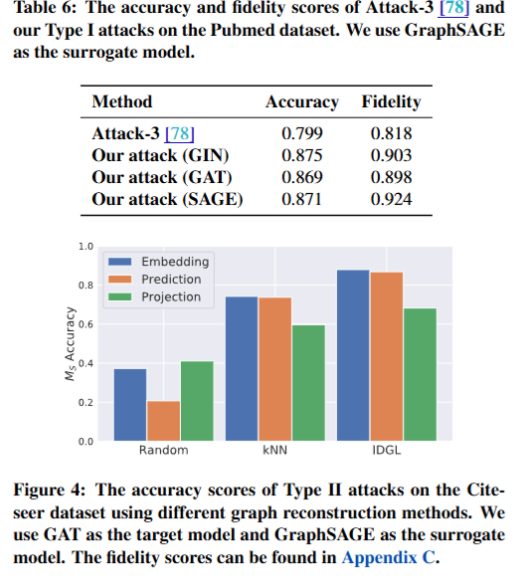 Table 6: The accuracy and fidelity scores of Attack-3 [78] and
our Type I attacks on the Pubmed dataset. We use GraphSAGE
as the surrogate model.
Method Accuracy Fidelity
Attack-3 [78] 0.799 0.818
Our attack (GIN) 0.875 0.903
Our attack (GAT) 0.869 0.898
Our attack (SAGE) 0.871 0.924
1.0
0.8
0.6
0.4
0.2
0.0
M_S Accuracy
Embedding
Prediction
Projection
Random kNN IDGL
Figure 4: The accuracy scores of Type II attacks on the Cite-
seer dataset using different graph reconstruction methods. We
use GAT as the target model and GraphSAGE as the surrogate
model. The fidelity scores can be found in Appendix C.